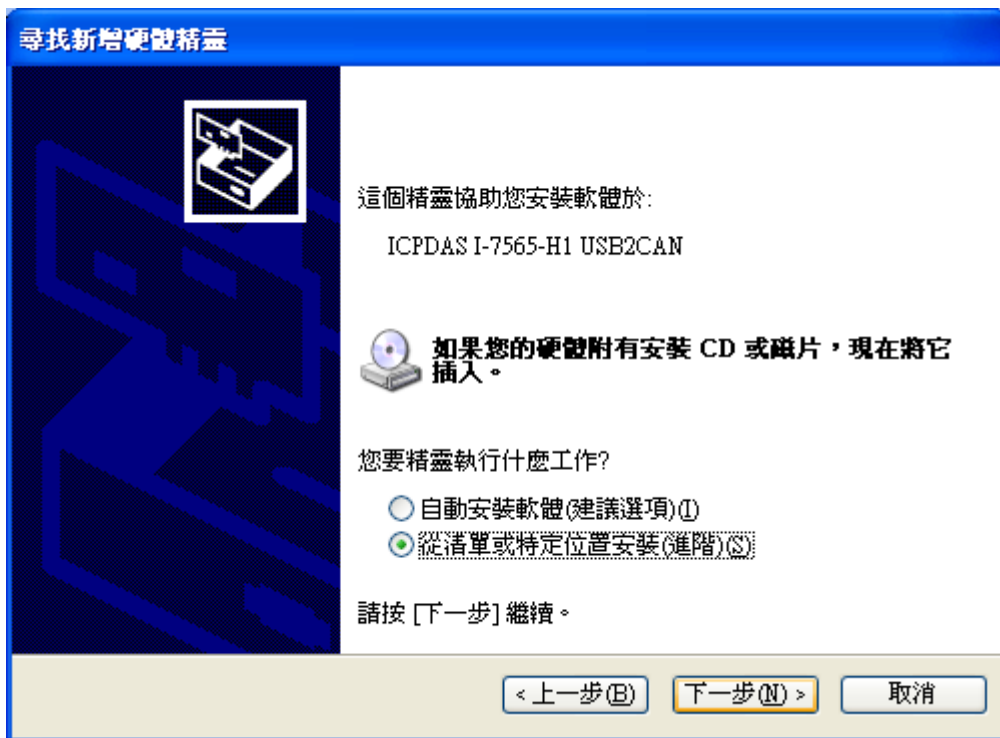 尋找新增硬體精靈
這個精靈協助您安裝軟體於:
ICPDAS I-7565-H1 USB2CAN
如果您的硬體附有安裝 CD 或磁片，現在將它
插入。
您要精靈執行什麼工作?
自動安裝軟體(建議選項)(I)
從清單或特定位置安裝(進階)(S)
請按 [下一步] 繼續。
< 上一步(B)
下一步(N) >
取消